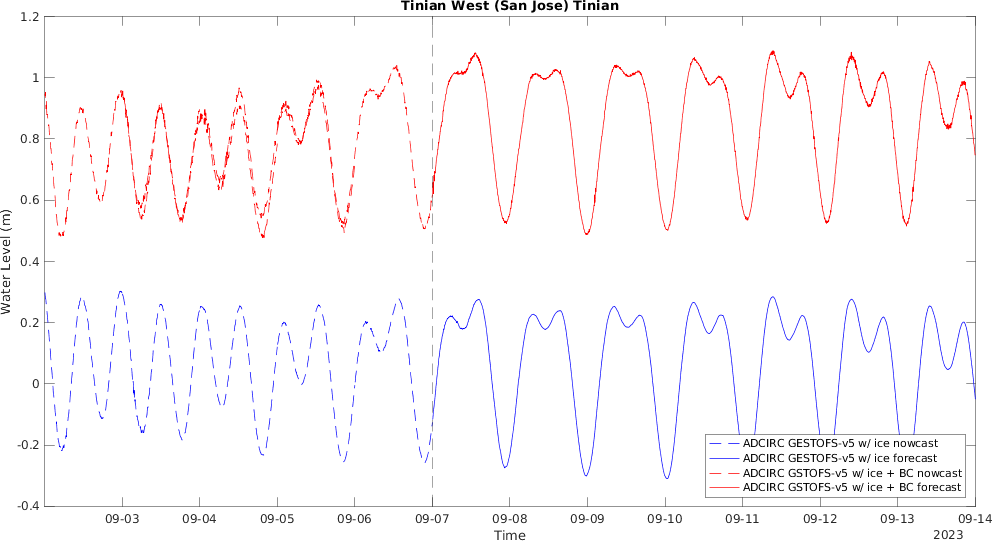 Tinian West (San Jose) Tinian
1.2
1
0.8
0.6
0.4
0.2
0
-0.2
-0.4
Water Level (m)
ADCIRC GESTOFS-v5 w/ ice nowcast
ADCIRC GESTOFS-v5 w/ ice forecast
ADCIRC GSTOFS-v5 w/ ice + BC nowcast
ADCIRC GSTOFS-v5 w/ ice + BC forecast
09-03 09-04 09-05 09-06 09-07 09-08 09-09 09-10 09-11 09-12 09-13 09-14
Time
2023